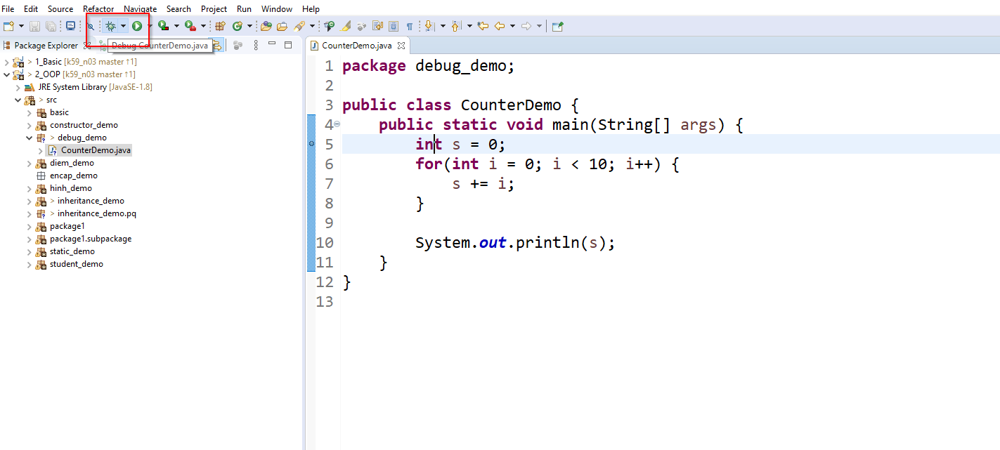 File Edit Source Refactor Navigate Search Project Run Window Help
Package Explorer
Debug CounterDemo.java
CounterDemo.java
> 1_Basic [k59_n03 master ↑1]
> 2_OOP [k59_n03 master ↑1]
JRE System Library [JavaSE-1.8]
> src
basic
constructor_demo
> debug_demo
CounterDemo.java
diem_demo
encap_demo
hinh_demo
> inheritance_demo
> inheritance_demo.pq
package1
package1.subpackage
static_demo
student_demo
1 package debug_demo;
2
3 public class CounterDemo {
4 public static void main(String[] args) {
5 int s = 0;
6 for(int i = 0; i < 10; i++) {
7 s += i;
8 }
9
10 System.out.println(s);
11 }
12 }
13